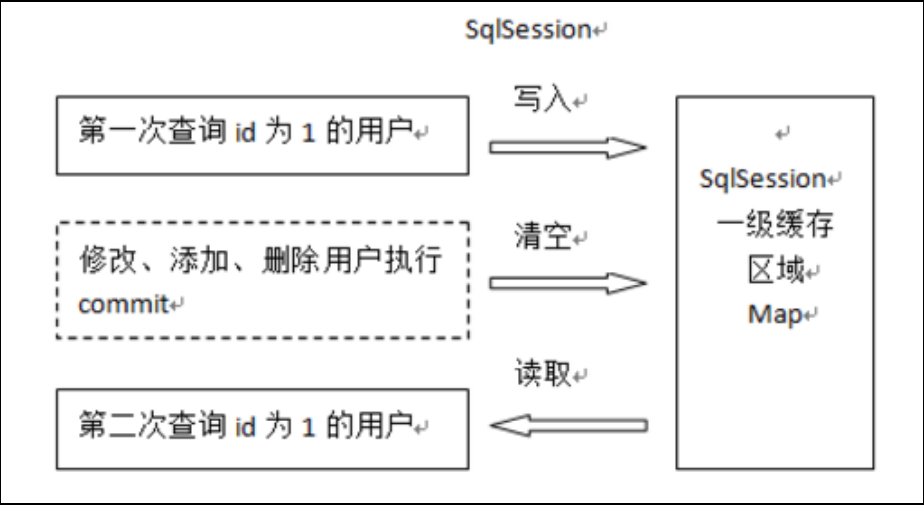 SqlSession
第一次查询 id 为 1 的用户
写入
修改、添加、删除用户执行
commit
清空
第二次查询 id 为 1 的用户
读取
SqlSession
一级缓存
区域
Map